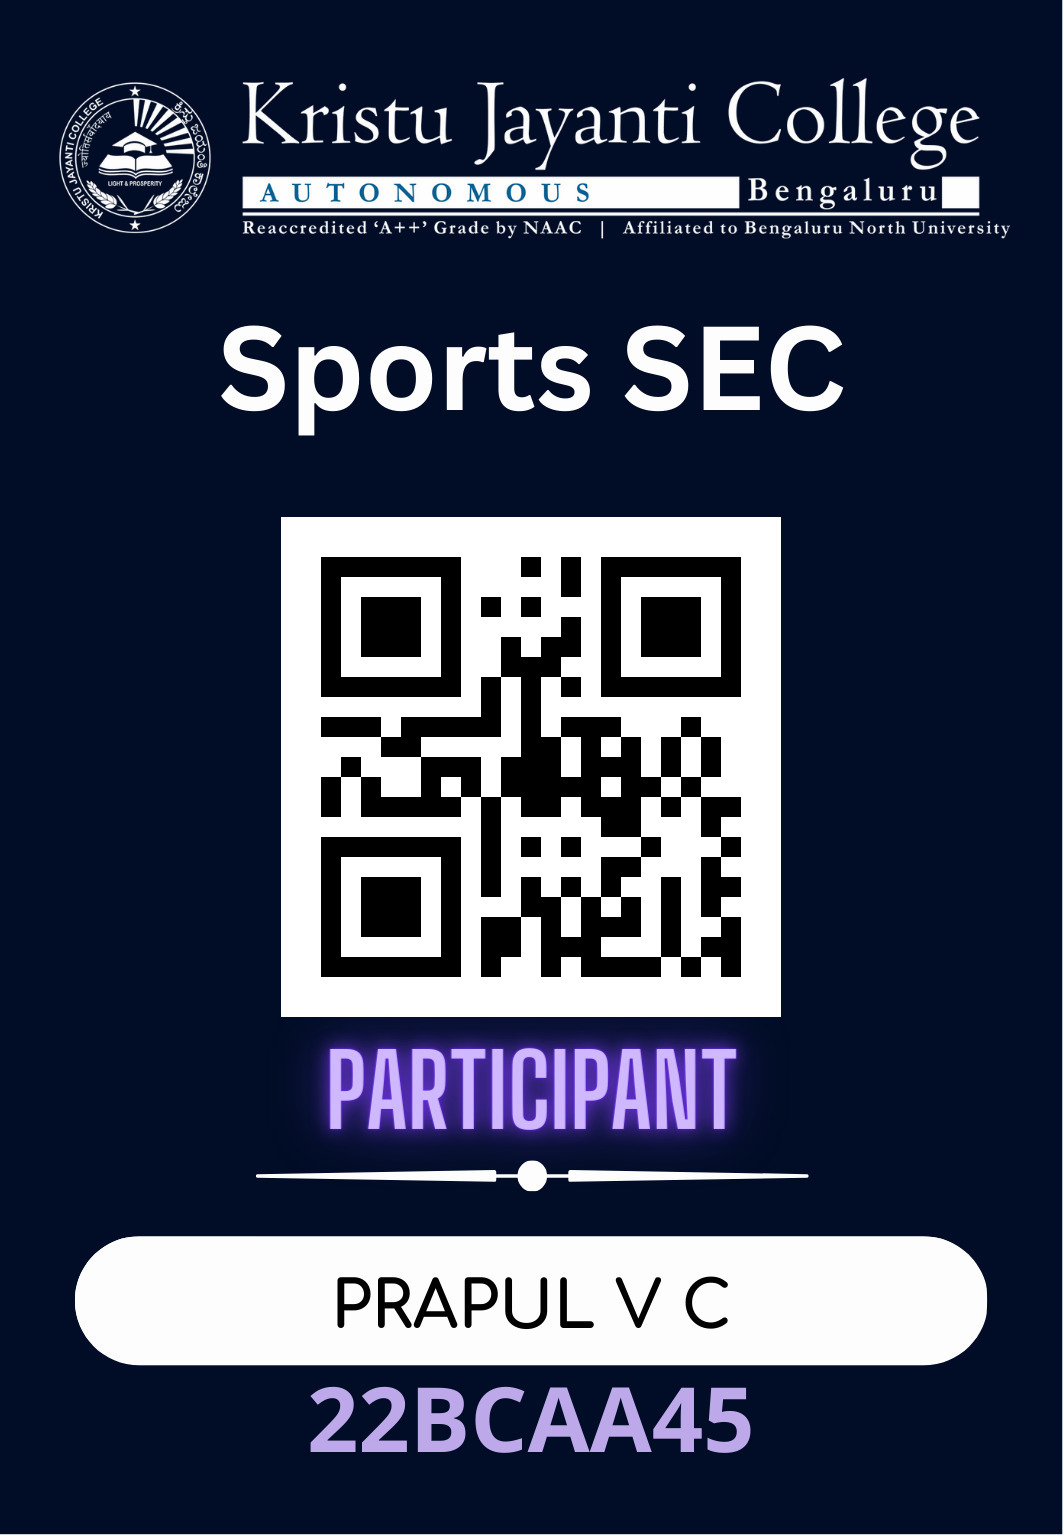 KRISTU JAYANTI COLLEGE
LIGHT & PROSPERITY
Kristu Jayanti College
AUTONOMOUS Bengaluru
Reaccredited ‘A++’ Grade by NAAC | Affiliated to Bengaluru North University
Sports SEC
PARTICIPANT
PRAPUL V C
22BCAA45